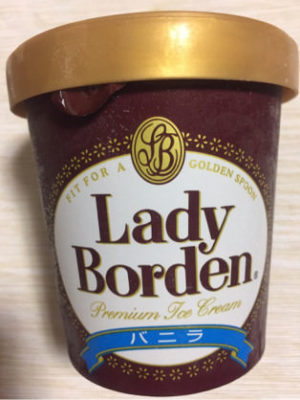 LB
FIT FOR A GOLDEN SPOON
Lady
Borden®
Premium Ice Cream
バニラ